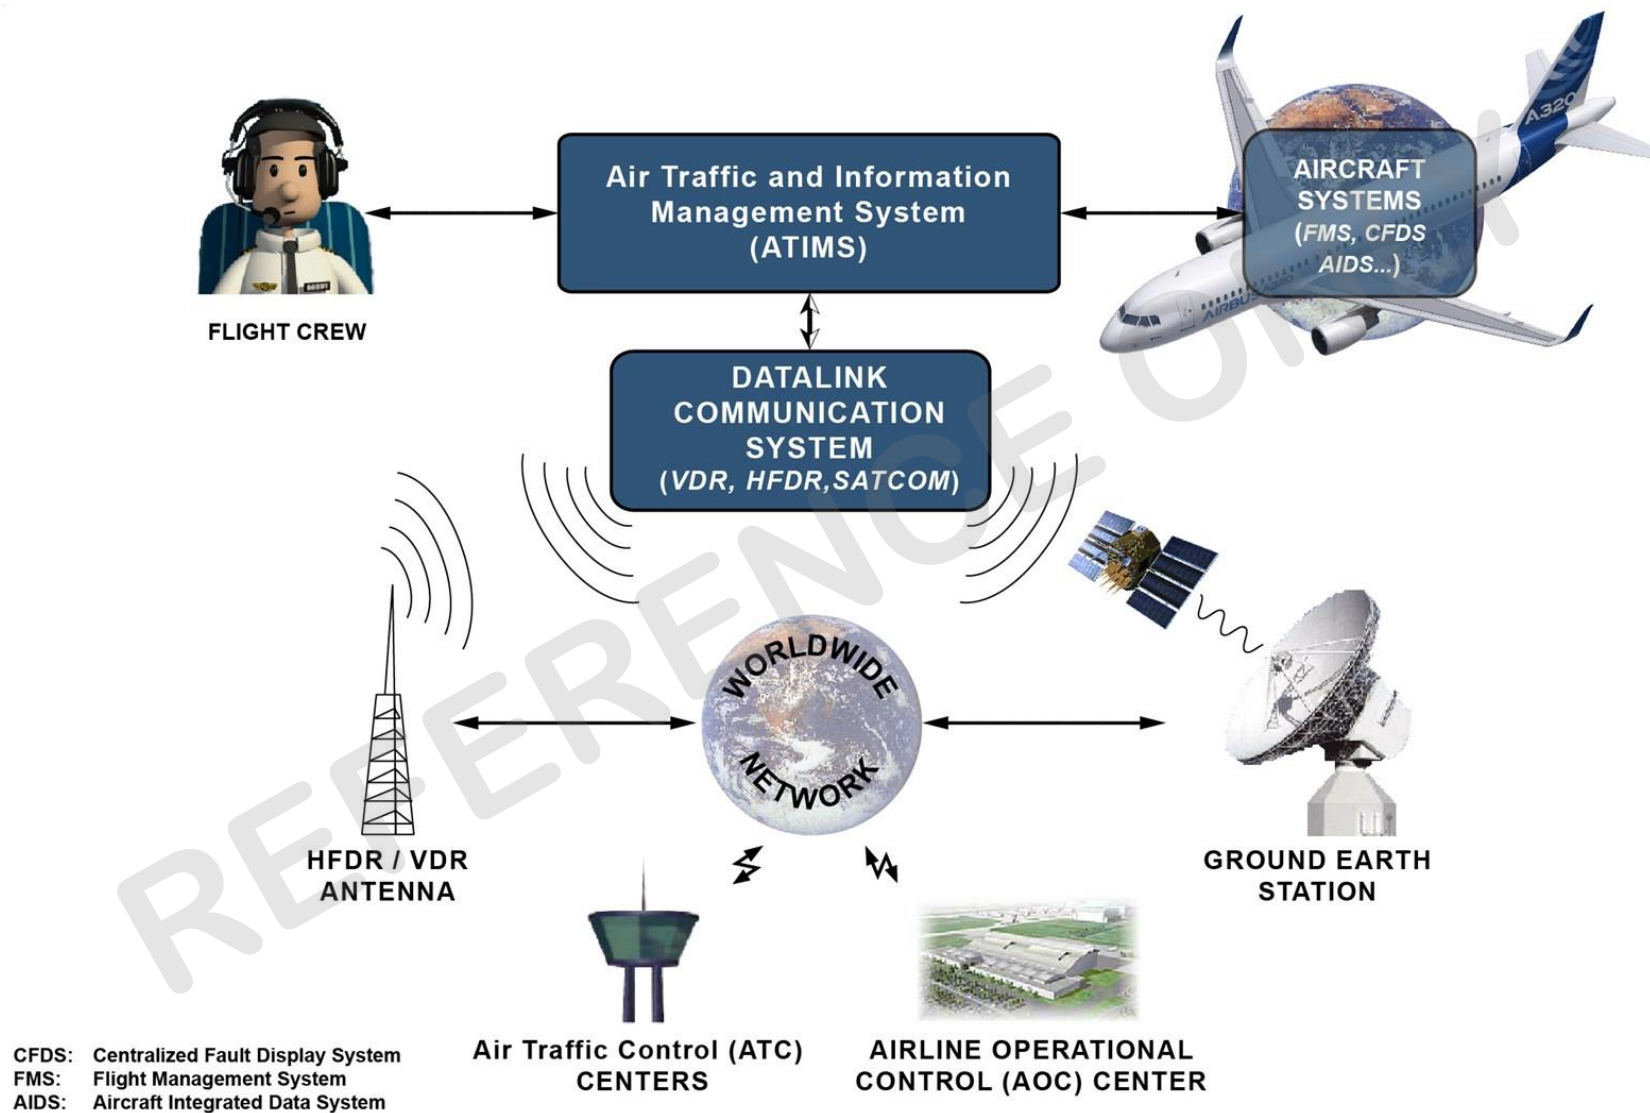 Air Traffic and Information
Management System
(ATIMS)
AIRCRAFT
SYSTEMS
(FMS, CFDS
AIDS...)
A320
AIRBUS A320
FLIGHT CREW
DATALINK
COMMUNICATION
SYSTEM
(VDR, HFDR,SATCOM)
WORLDWIDE
NETWORK
HFDR / VDR
ANTENNA
GROUND EARTH
STATION
Air Traffic Control (ATC)
CENTERS
AIRLINE OPERATIONAL
CONTROL (AOC) CENTER
CFDS: Centralized Fault Display System
FMS: Flight Management System
AIDS: Aircraft Integrated Data System
REFERENCE ONLY